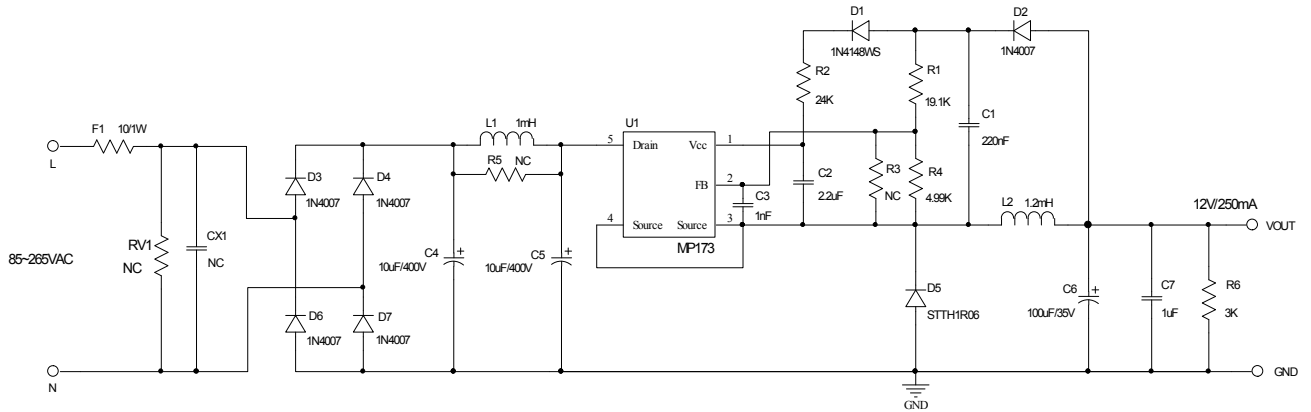 D1
1N4148WS
D2
1N4007
R2
24K
R1
19.1K
C1
220nF
F1 10/1W
L
L1 1mH
R5 NC
U1
5 Drain Vcc 1
FB 2
4 Source Source 3
MP173
C2
2.2uF
C3
1nF
R3
NC
R4
4.99K
L2 1.2mH
12V/250mA
VOUT
D3
1N4007
D4
1N4007
85~265VAC
RV1
NC
CX1
NC
C4
10uF/400V
C5
10uF/400V
D6
1N4007
D7
1N4007
D5
STTH1R06
C6
100uF/35V
C7
1uF
R6
3K
N
GND
GND
+
+
+